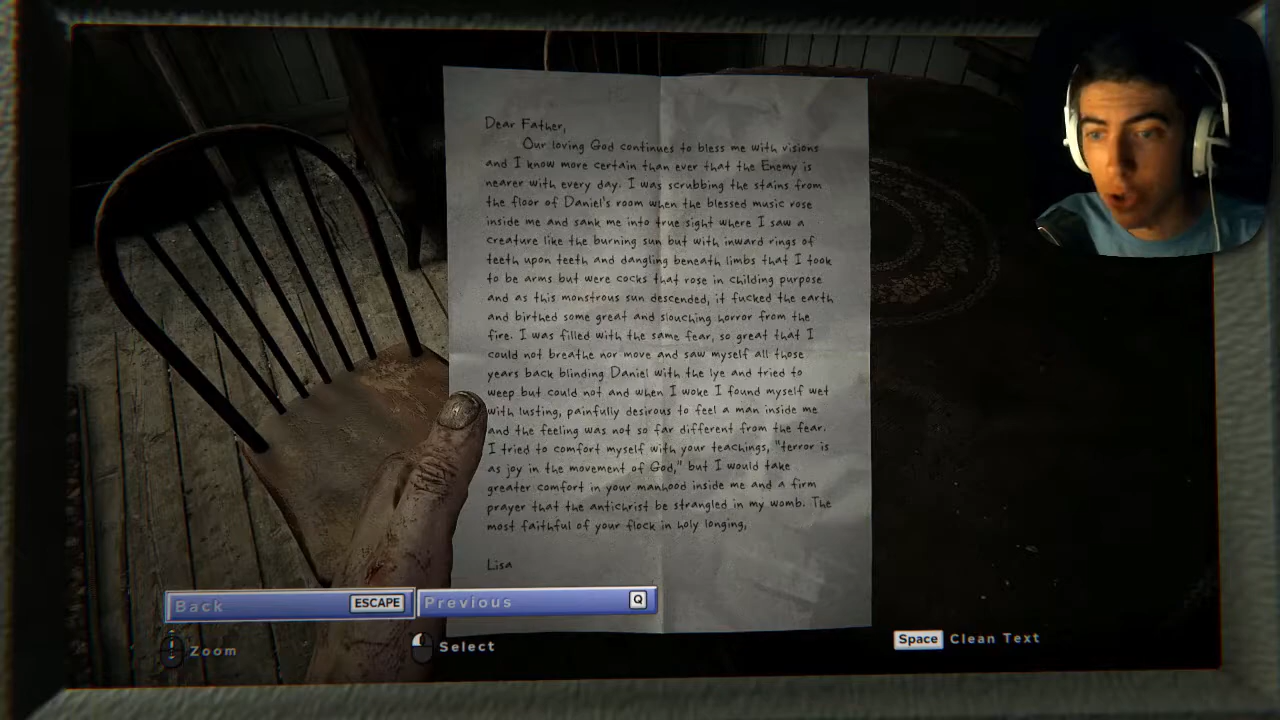 Dear Father,
Our loving God continues to bless me with visions
and I know more certain than ever that the Enemy is
nearer with every day. I was scrubbing the stains from
the floor of Daniel's room when the blessed music rose
inside me and sank me into true sight where I saw a
creature like the burning sun but with inward rings of
teeth upon teeth and dangling beneath limbs that I took
to be arms but were cocks that rose in childing purpose
and as this monstrous sun descended, it fucked the earth
and birthed some great and slouching horror from the
fire. I was filled with the same fear, so great that I
could not breathe nor move and saw myself all those
years back blinding Daniel with the lye and tried to
weep but could not and when I woke I found myself wet
with lusting, painfully desirous to feel a man inside me
and the feeling was not so far different from the fear.
I tried to comfort myself with your teachings, "terror is
as joy in the movement of God," but I would take
greater comfort in your manhood inside me and a firm
prayer that the antichrist be strangled in my womb. The
most faithful of your flock in holy longing,
Lisa
Back ESCAPE Previous Q
Zoom Select Space Clean Text